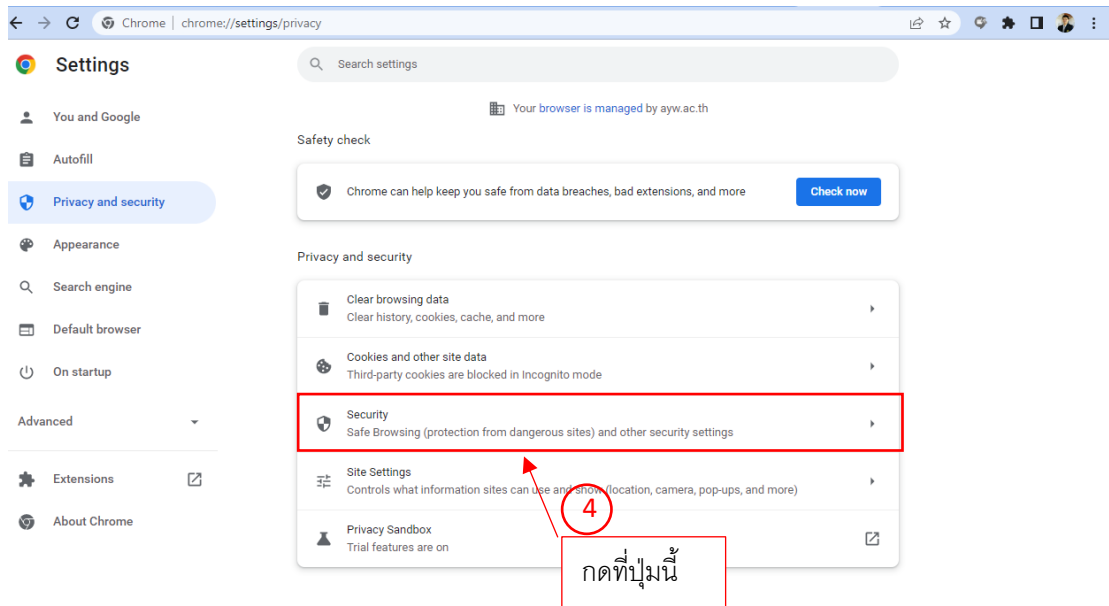 Chrome | chrome://settings/privacy
Settings
Search settings
You and Google
Your browser is managed by ayw.ac.th
Safety check
Autofill
Chrome can help keep you safe from data breaches, bad extensions, and more
Check now
Privacy and security
Appearance
Privacy and security
Search engine
Clear browsing data
Clear history, cookies, cache, and more
Default browser
Cookies and other site data
Third-party cookies are blocked in Incognito mode
On startup
Advanced
Security
Safe Browsing (protection from dangerous sites) and other security settings
Extensions
Site Settings
Controls what information sites can use and show (location, camera, pop-ups, and more)
4
About Chrome
Privacy Sandbox
Trial features are on
กดที่ปุ่มนี้